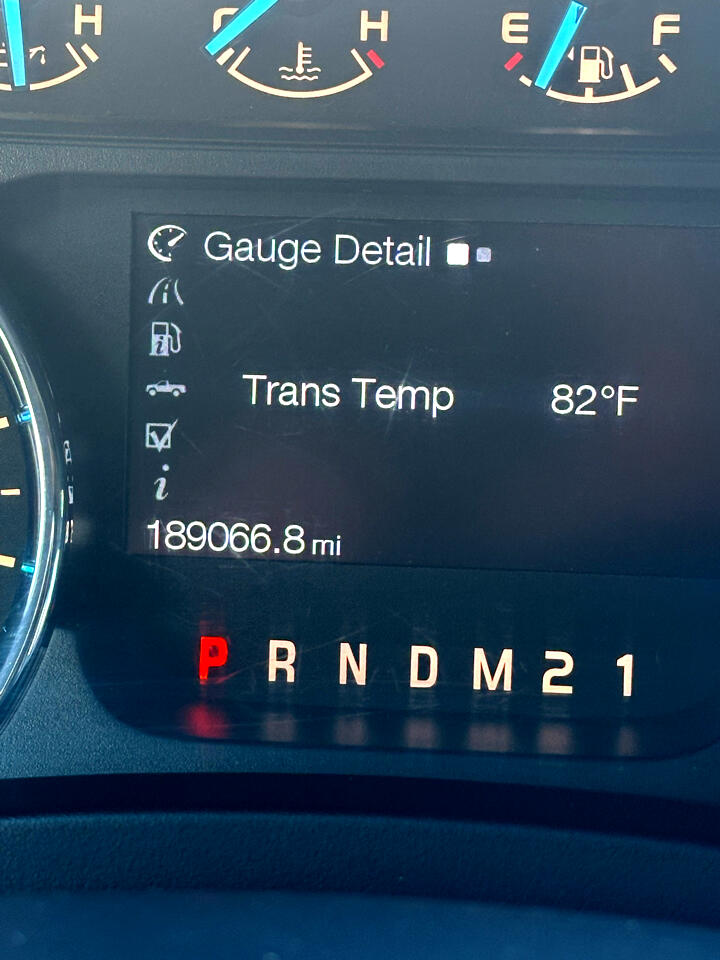 H C H E F
Gauge Detail
Trans Temp 82°F
189066.8 mi
P R N D M 2 1